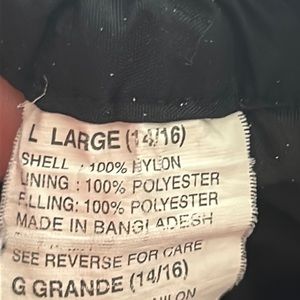 L LARGE (14/16)
SHELL : 100% NYLON
LINING : 100% POLYESTER
FILLING: 100% POLYESTER
MADE IN BANGLADESH
SEE REVERSE FOR CARE
G GRANDE (14/16)